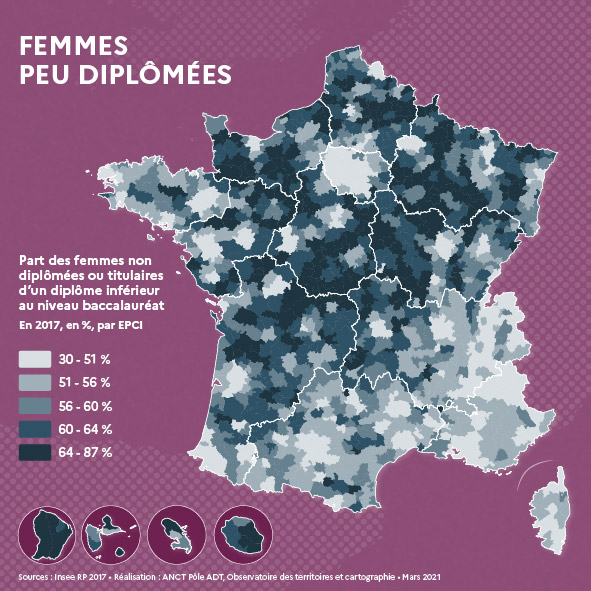 FEMMES
PEU DIPLÔMÉES
Part des femmes non
diplômées ou titulaires
d'un diplôme inférieur
au niveau baccalauréat
En 2017, en %, par EPCI
30 - 51 %
51 - 56 %
56 - 60 %
60 - 64 %
64 - 87 %
Sources : Insee RP 2017 • Réalisation : ANCT Pôle ADT, Observatoire des territoires et cartographie • Mars 2021